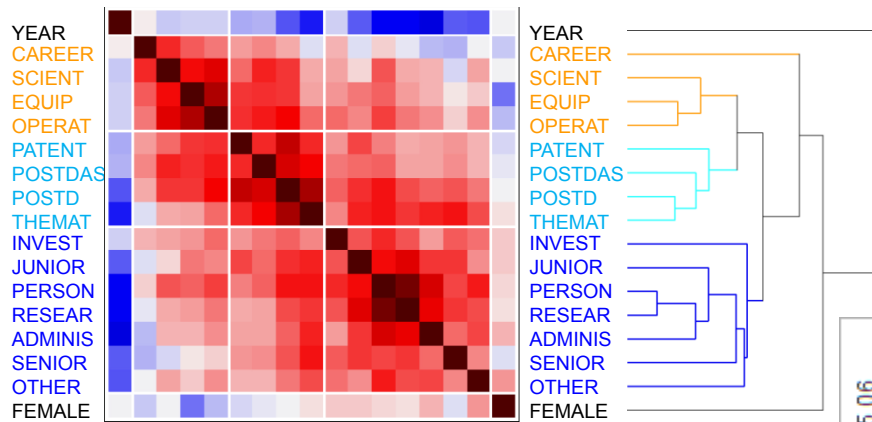 YEAR YEAR
CAREER CAREER
SCIENT SCIENT
EQUIP EQUIP
OPERAT OPERAT
PATENT PATENT
POSTDAS POSTDAS
POSTD POSTD
THEMAT THEMAT
INVEST INVEST
JUNIOR JUNIOR
PERSON PERSON
RESEAR RESEAR
ADMINIS ADMINIS
SENIOR SENIOR
OTHER OTHER
FEMALE FEMALE